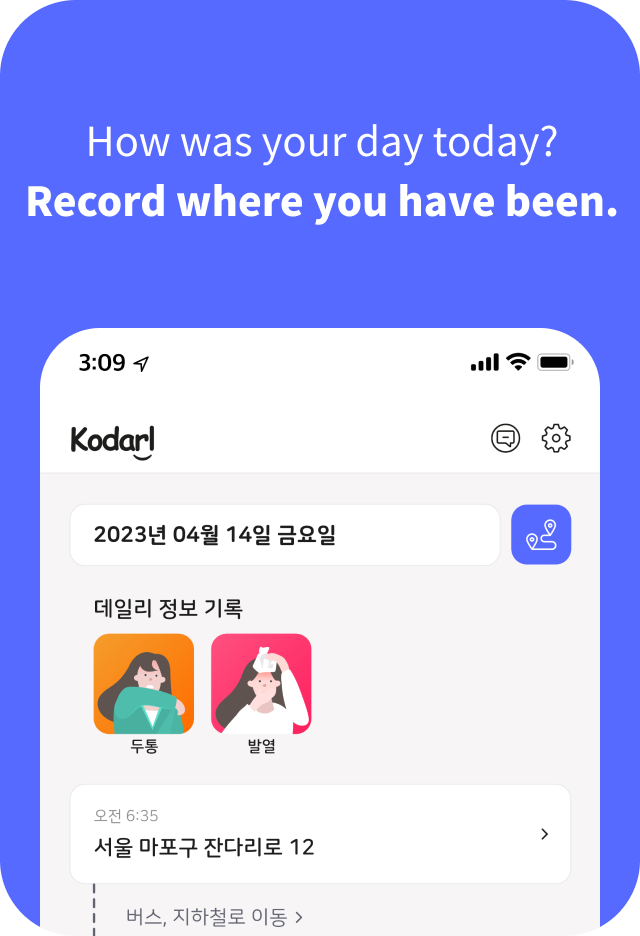 How was your day today?
Record where you have been.
3:09
Kodarl
2023년 04월 14일 금요일
데일리 정보 기록
두통
발열
오전 6:35
서울 마포구 잔다리로 12
버스, 지하철로 이동 >